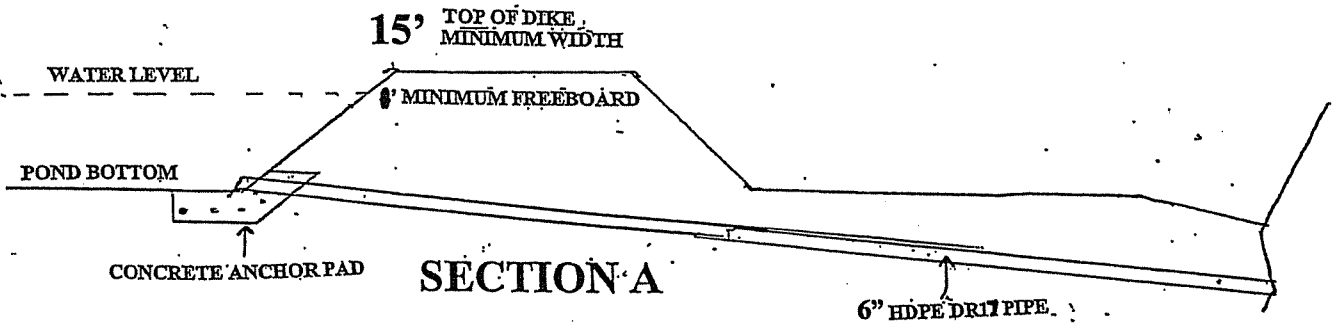 15' TOP OF DIKE
MINIMUM WIDTH
WATER LEVEL
' MINIMUM FREEBOARD
POND BOTTOM
CONCRETE ANCHOR PAD
SECTION A
6" HDPE DR17 PIPE